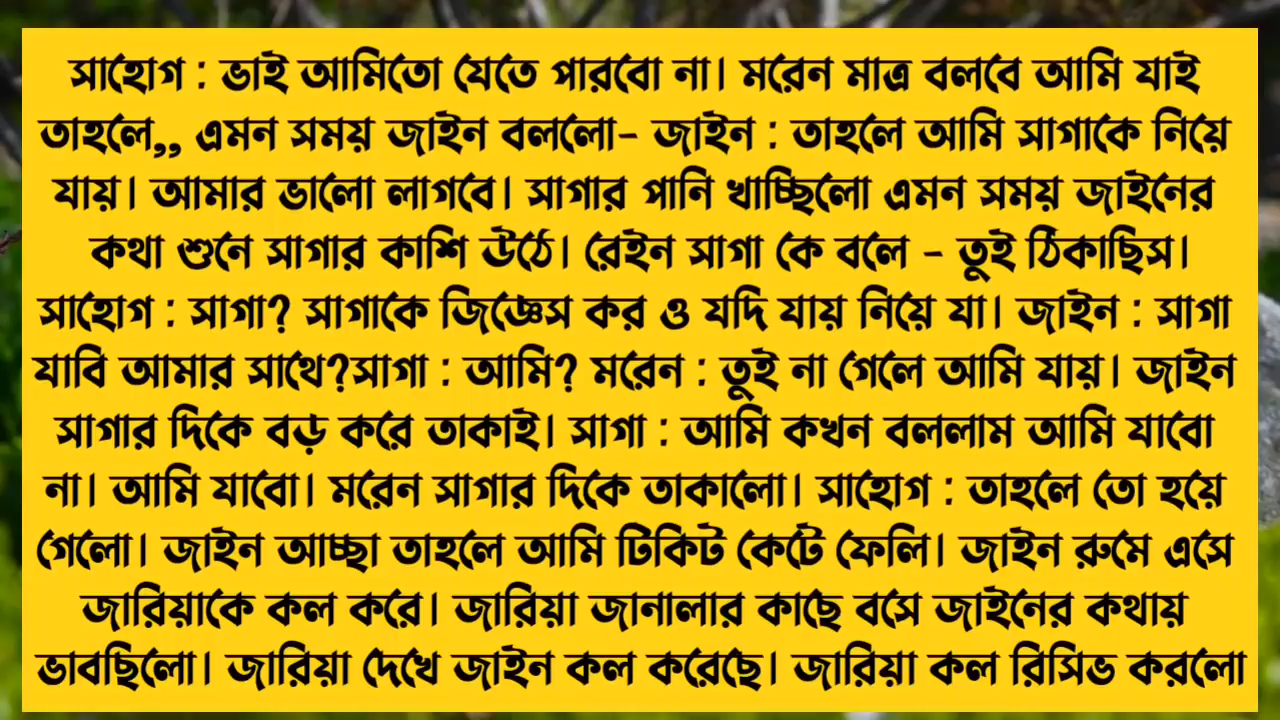 সাহোগ : ভাই আমিতো যেতে পারবো না। মরেন মাত্র বলবে আমি যাই
তাহলে,, এমন সময় জাইন বললো- জাইন : তাহলে আমি সাগাকে নিয়ে
যায়। আমার ভালো লাগবে। সাগার পানি খাচ্ছিলো এমন সময় জাইনের
কথা শুনে সাগার কাশি উঠে। রেইন সাগা কে বলে - তুই ঠিকাছিস।
সাহোগ : সাগা? সাগাকে জিজ্ঞেস কর ও যদি যায় নিয়ে যা। জাইন : সাগা
যাবি আমার সাথে?সাগা : আমি? মরেন : তুই না গেলে আমি যায়। জাইন
সাগার দিকে বড় করে তাকাই। সাগা : আমি কখন বললাম আমি যাবো
না। আমি যাবো। মরেন সাগার দিকে তাকালো। সাহোগ : তাহলে তো হয়ে
গেলো। জাইন আচ্ছা তাহলে আমি টিকিট কেটে ফেলি। জাইন রুমে এসে
জারিয়াকে কল করে। জারিয়া জানালার কাছে বসে জাইনের কথায়
ভাবছিলো। জারিয়া দেখে জাইন কল করেছে। জারিয়া কল রিসিভ করলো